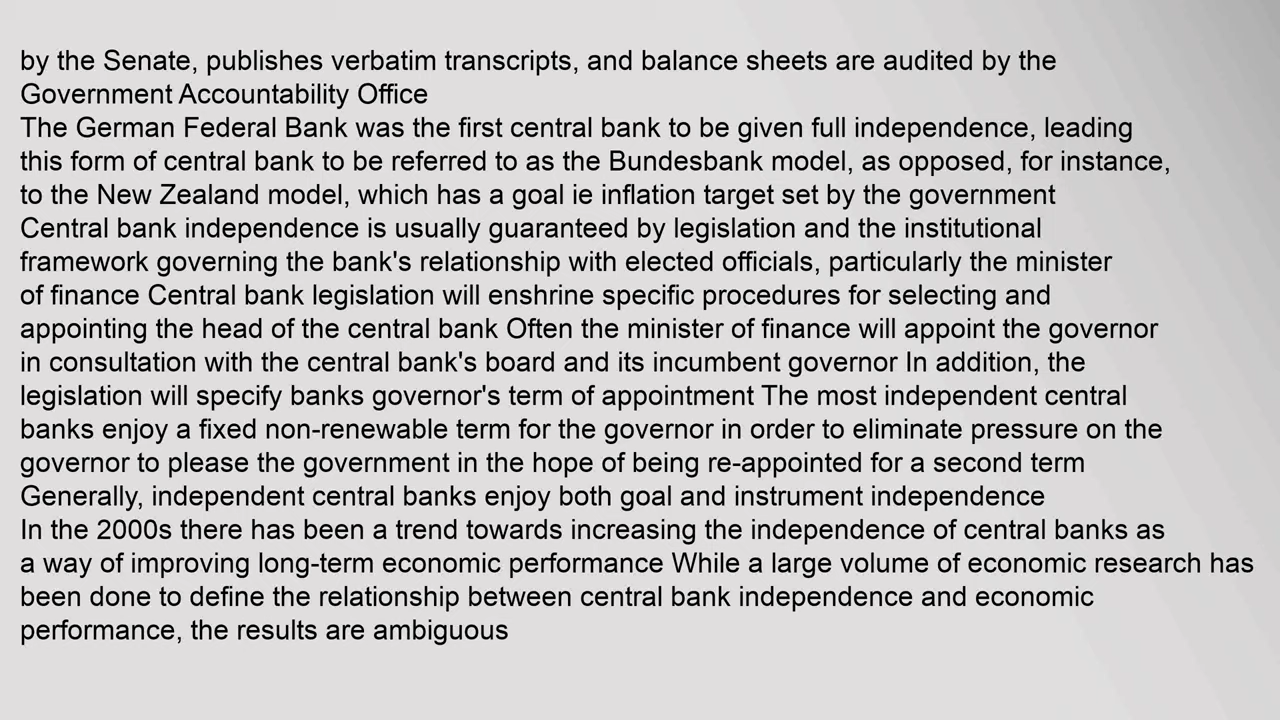 by the Senate, publishes verbatim transcripts, and balance sheets are audited by the
Government Accountability Office
The German Federal Bank was the first central bank to be given full independence, leading
this form of central bank to be referred to as the Bundesbank model, as opposed, for instance,
to the New Zealand model, which has a goal ie inflation target set by the government
Central bank independence is usually guaranteed by legislation and the institutional
framework governing the bank's relationship with elected officials, particularly the minister
of finance Central bank legislation will enshrine specific procedures for selecting and
appointing the head of the central bank Often the minister of finance will appoint the governor
in consultation with the central bank's board and its incumbent governor In addition, the
legislation will specify banks governor's term of appointment The most independent central
banks enjoy a fixed non-renewable term for the governor in order to eliminate pressure on the
governor to please the government in the hope of being re-appointed for a second term
Generally, independent central banks enjoy both goal and instrument independence
In the 2000s there has been a trend towards increasing the independence of central banks as
a way of improving long-term economic performance While a large volume of economic research has
been done to define the relationship between central bank independence and economic
performance, the results are ambiguous